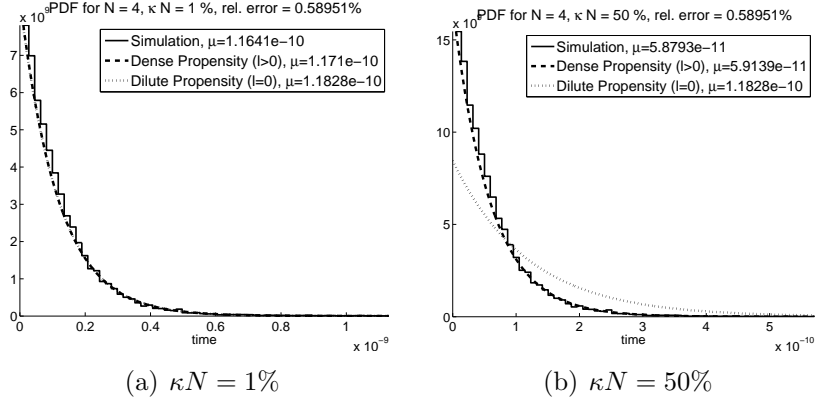 PDF for N = 4, κ N = 1 %, rel. error = 0.58951%
x 10^9
Simulation, μ=1.1641e−10
Dense Propensity (l>0), μ=1.171e−10
Dilute Propensity (l=0), μ=1.1828e−10
7
6
5
4
3
2
1
0
0 0.2 0.4 0.6 0.8 1
time
x 10^−9
(a) κN = 1%
PDF for N = 4, κ N = 50 %, rel. error = 0.58951%
x 10
Simulation, μ=5.8793e−11
Dense Propensity (l>0), μ=5.9139e−11
Dilute Propensity (l=0), μ=1.1828e−10
15
10
5
0
0 1 2 3 4 5
time
x 10^−10
(b) κN = 50%